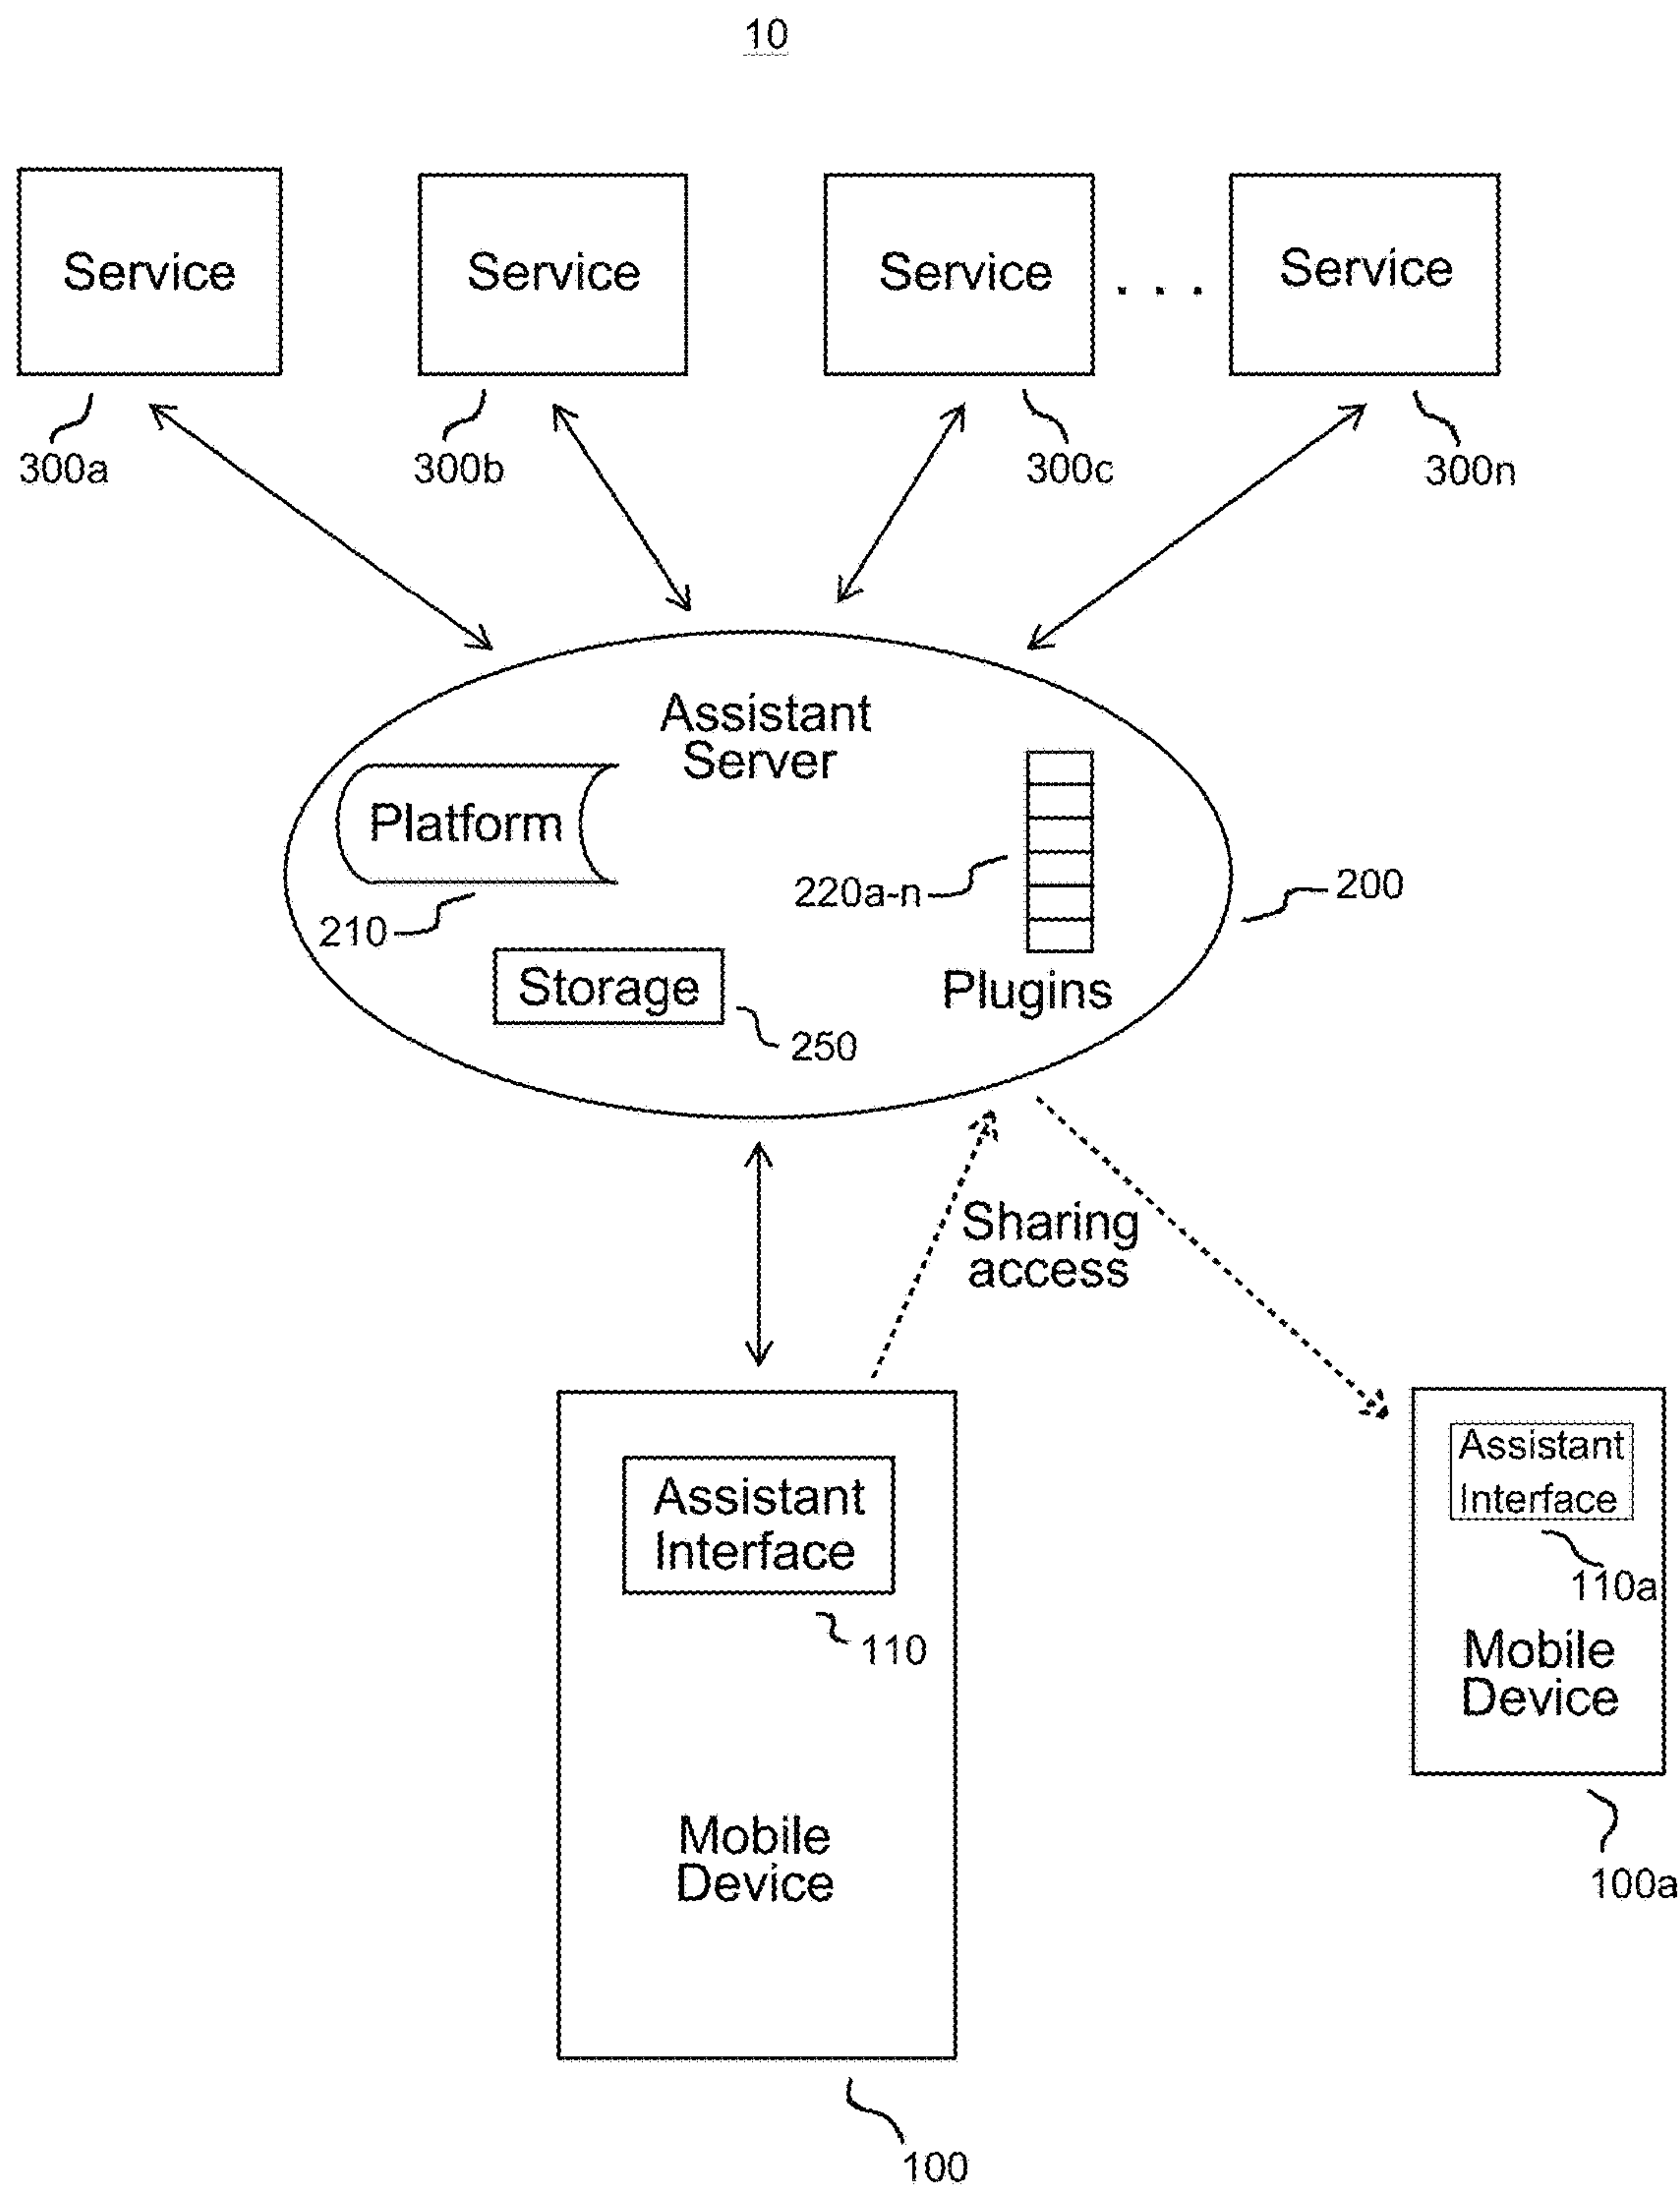 10
Service
Service
Service
. . .
Service
300a
300b
300c
300n
Assistant
Server
Platform
210
220a-n
200
Storage
250
Plugins
Sharing
access
Assistant
Interface
110
Mobile
Device
100
Assistant
Interface
110a
Mobile
Device
100a